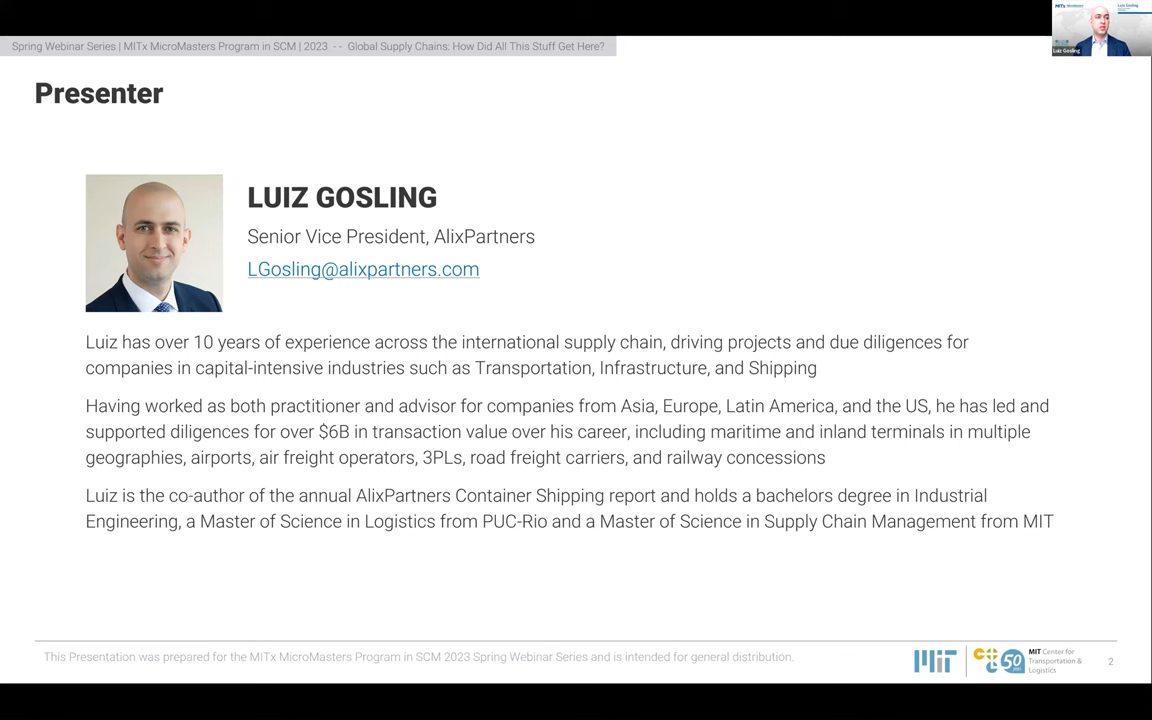 Spring Webinar Series | MITx MicroMasters Program in SCM | 2023 -- Global Supply Chains: How Did All This Stuff Get Here?
MITx
Luiz Gosling
Luiz Gosling
Presenter
LUIZ GOSLING
Senior Vice President, AlixPartners
LGosling@alixpartners.com
Luiz has over 10 years of experience across the international supply chain, driving projects and due diligences for
companies in capital-intensive industries such as Transportation, Infrastructure, and Shipping
Having worked as both practitioner and advisor for companies from Asia, Europe, Latin America, and the US, he has led and
supported diligences for over $6B in transaction value over his career, including maritime and inland terminals in multiple
geographies, airports, air freight operators, 3PLs, road freight carriers, and railway concessions
Luiz is the co-author of the annual AlixPartners Container Shipping report and holds a bachelors degree in Industrial
Engineering, a Master of Science in Logistics from PUC-Rio and a Master of Science in Supply Chain Management from MIT
This Presentation was prepared for the MITx MicroMasters Program in SCM 2023 Spring Webinar Series and is intended for general distribution.
MIT
ctl 50
MIT Center for
Transportation &
Logistics
2